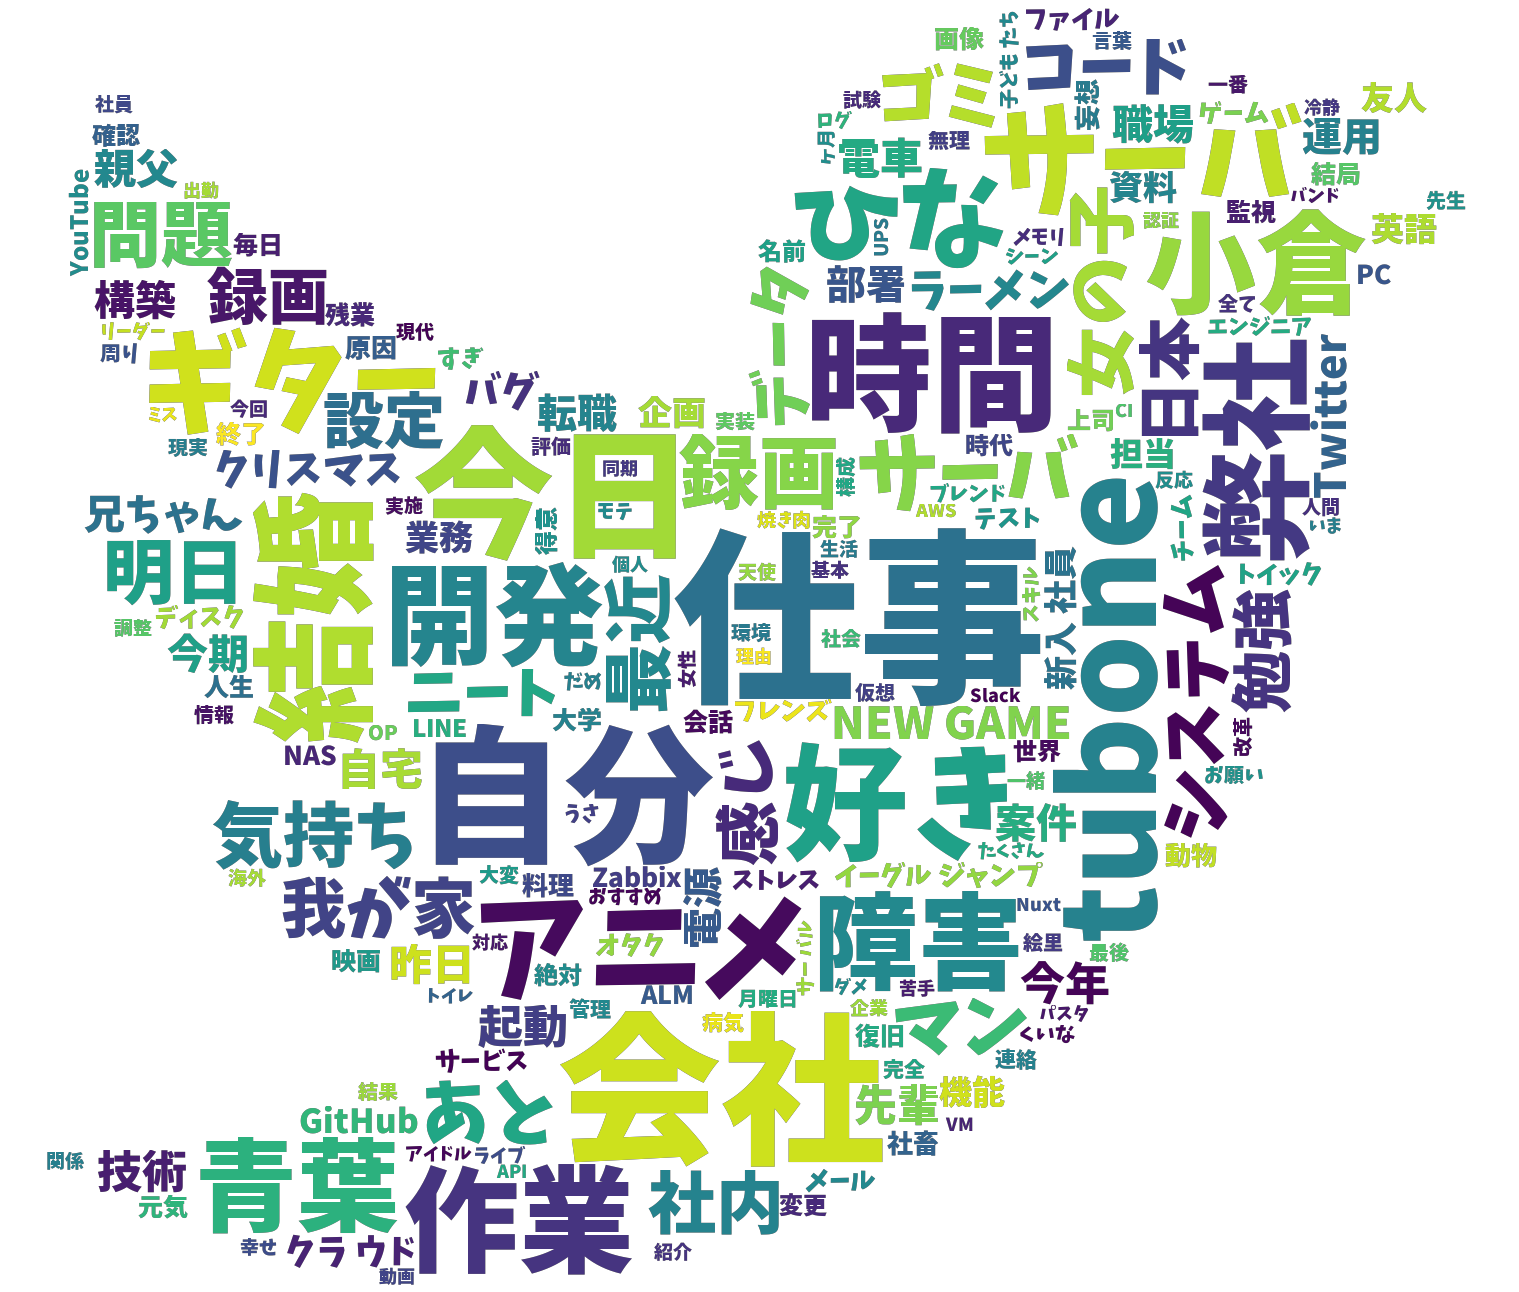 ファイル
子どもたち
言葉
画像
コード
ゴミ
妄想
一番
友人
試験
社員
冷静
ゲーム
職場
サーバ
運用
ログ
ヶ月
無理
電車
確認
親父
YouTube
出勤
結局
資料
バンド
先生
ひな
女の子
認証
監視
英語
問題
毎日
UPS
メモリ
小倉
名前
シーン
PC
データ
部署
ラーメン
構築
録画
残業
全て
エンジニア
リーダー
現代
周り
ギター
原因
すぎ
時間
日本
弊社
Twitter
バグ
設定
転職
企画
実装
上司
CI
ミス
今回
終了
現実
評価
今日
同期
録画
サーバ
時代
担当
クリスマス
構成
ブレンド
反応
兄ちゃん
結婚
実施
モテ
得意
焼き肉
完了
AWS
テスト
人間
いま
チーム
業務
明日
生活
tubone
開発
個人
最近
天使
基本
仕事
スキル
新入社員
トイック
システム
勉強
ディスク
調整
今期
環境
理由
社会
女性
人生
ニート
だめ
仮想
Slack
情報
大学
会話
フレンズ
NEW GAME
OP
LINE
NAS
自宅
自分
感じ
好き
世界
改革
一緒
お願い
うさ
気持ち
案件
たくさん
動物
海外
大変
料理
Zabbix
おすすめ
電源
ストレス
イーグル ジャンプ
我が家
アニメ
障害
Nuxt
対応
オタク
サーバル
絵里
最後
映画
昨日
絶対
トイレ
ALM
月曜日
ダメ
苦手
今年
起動
管理
会社
病気
企業
マン
パスタ
復旧
くいな
サービス
連絡
完全
結果
GitHub
あと
先輩
機能
VM
関係
技術
青葉
アイドル
ライブ
API
社畜
作業
社内
メール
変更
元気
幸せ
クラウド
動画
紹介